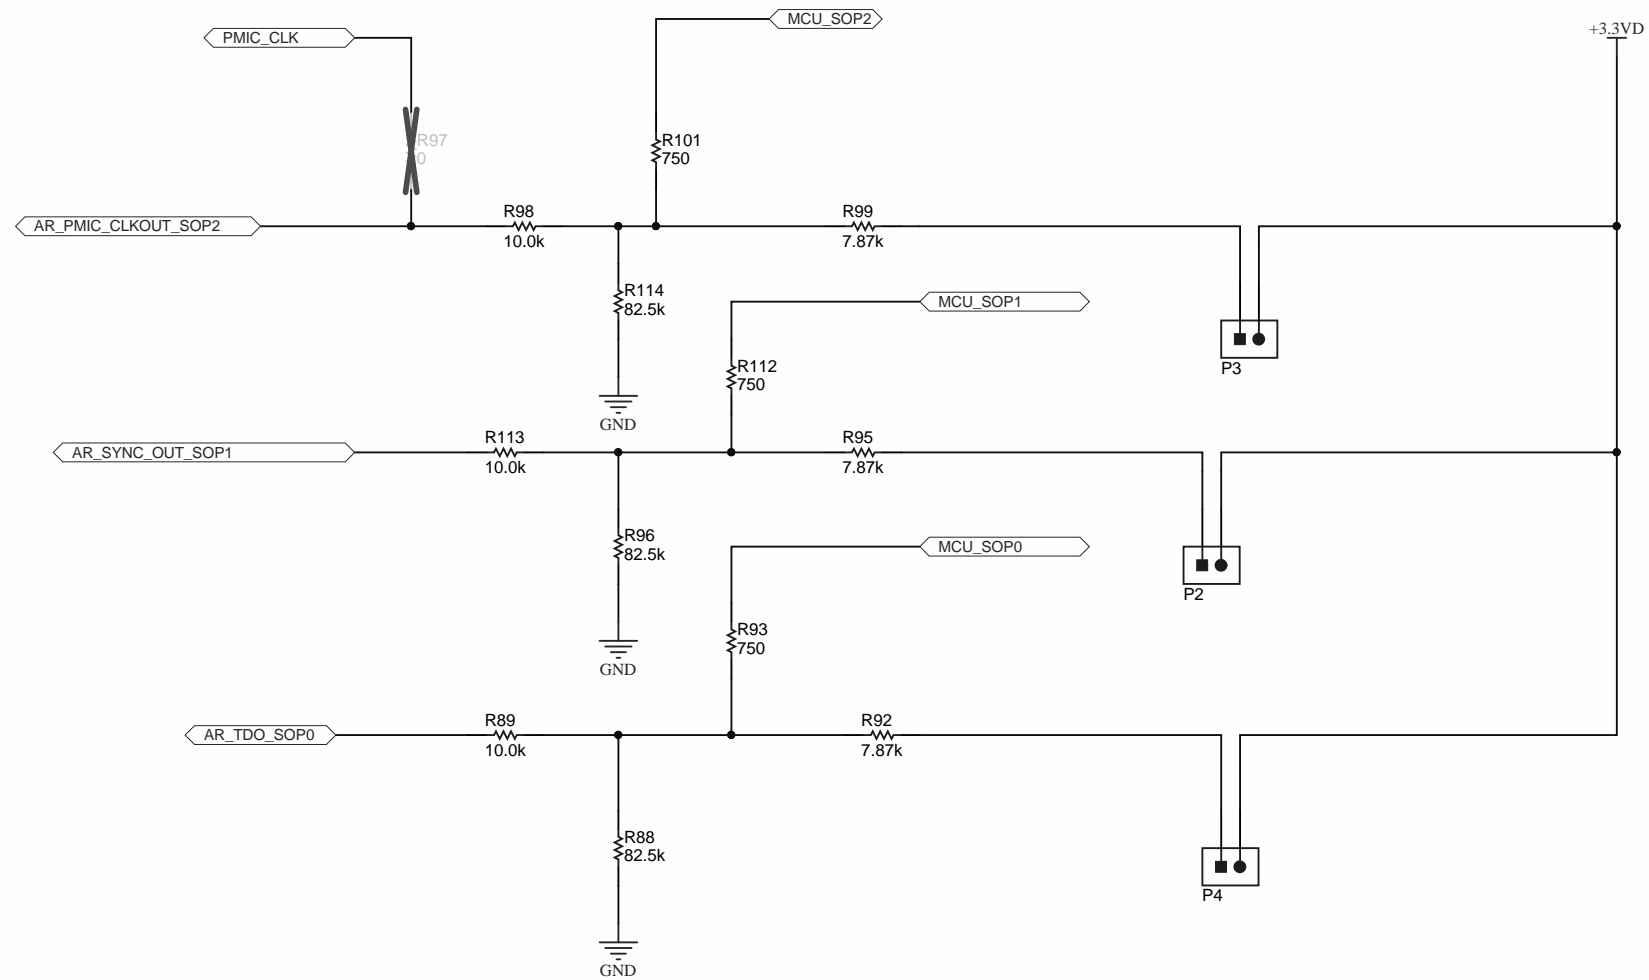 MCU_SOP2
+3.3VD
PMIC_CLK
R97
0
R101
750
AR_PMIC_CLKOUT_SOP2
R98
10.0k
R99
7.87k
R114
82.5k
MCU_SOP1
R112
750
P3
GND
AR_SYNC_OUT_SOP1
R113
10.0k
R95
7.87k
R96
82.5k
MCU_SOP0
P2
R93
750
GND
AR_TDO_SOP0
R89
10.0k
R92
7.87k
R88
82.5k
P4
GND